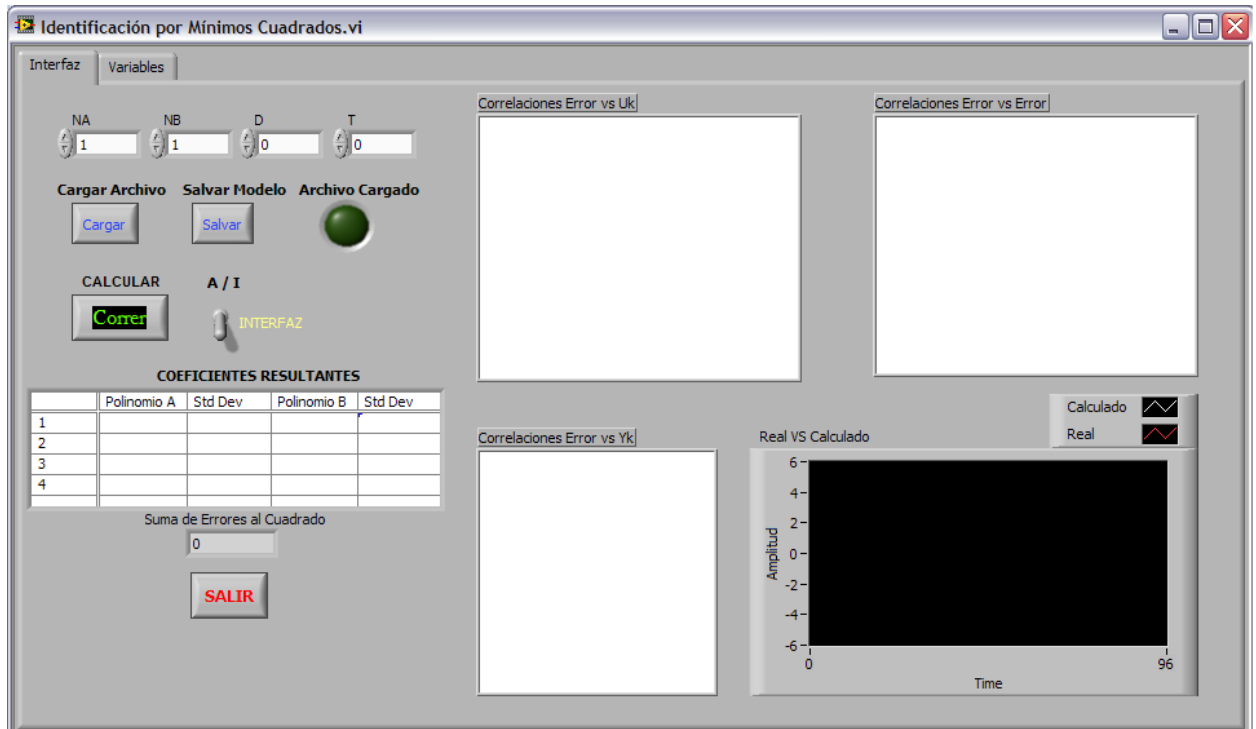 Identificación por Mínimos Cuadrados.vi
Interfaz Variables
NA NB D T
1 1 0 0
Cargar Archivo Salvar Modelo Archivo Cargado
Cargar Salvar
CALCULAR A / I
Correr INTERFAZ
COEFICIENTES RESULTANTES
Polinomio A Std Dev Polinomio B Std Dev
1
2
3
4
Suma de Errores al Cuadrado
0
SALIR
Correlaciones Error vs Uk
Correlaciones Error vs Error
Correlaciones Error vs Yk
Real VS Calculado
Calculado
Real
Amplitud
6
4
2
0
-2
-4
-6
0 96
Time